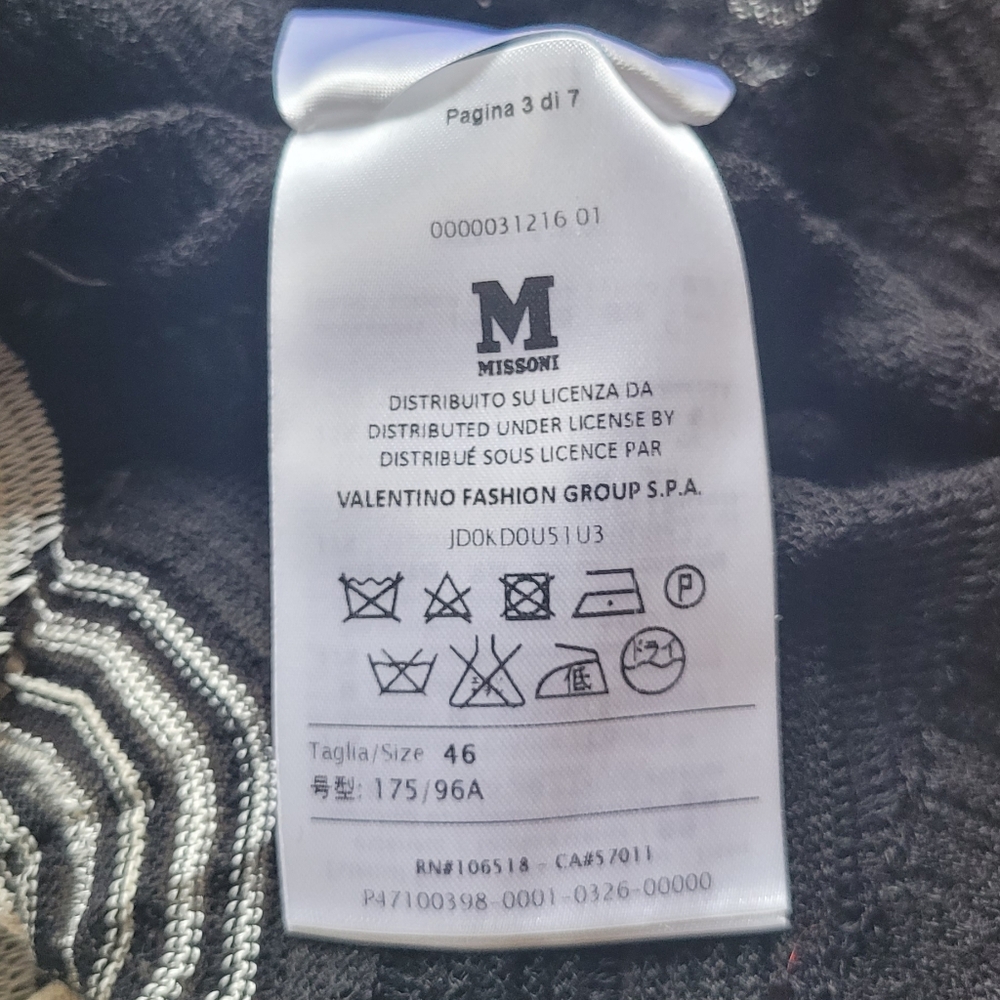 Pagina 3 di 7
0000031216 01
M
MISSONI
DISTRIBUITO SU LICENZA DA
DISTRIBUTED UNDER LICENSE BY
DISTRIBUÉ SOUS LICENCE PAR
VALENTINO FASHION GROUP S.P.A.
JD0KD0U51U3
P
低 ドライ
Taglia/Size 46
号型: 175/96A
RN#106518 - CA#57011
P47100398-0001-0326-00000